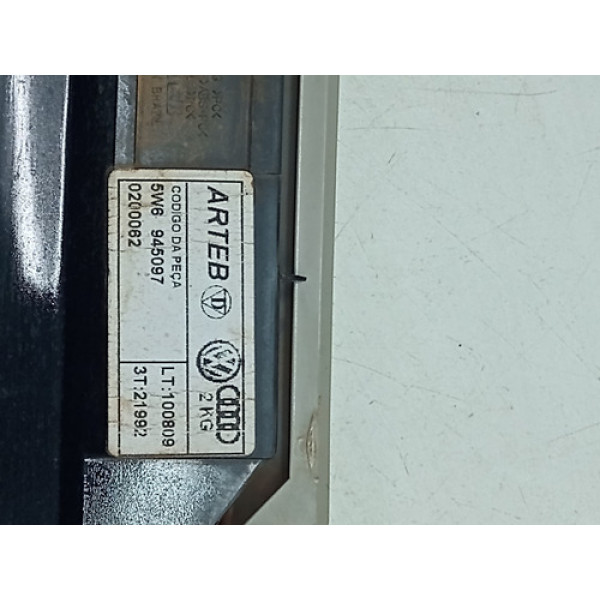 ARTEB
2 KG
CODIGO DA PEÇA
5W6 945097
0200062
LT:100809
3T:21992